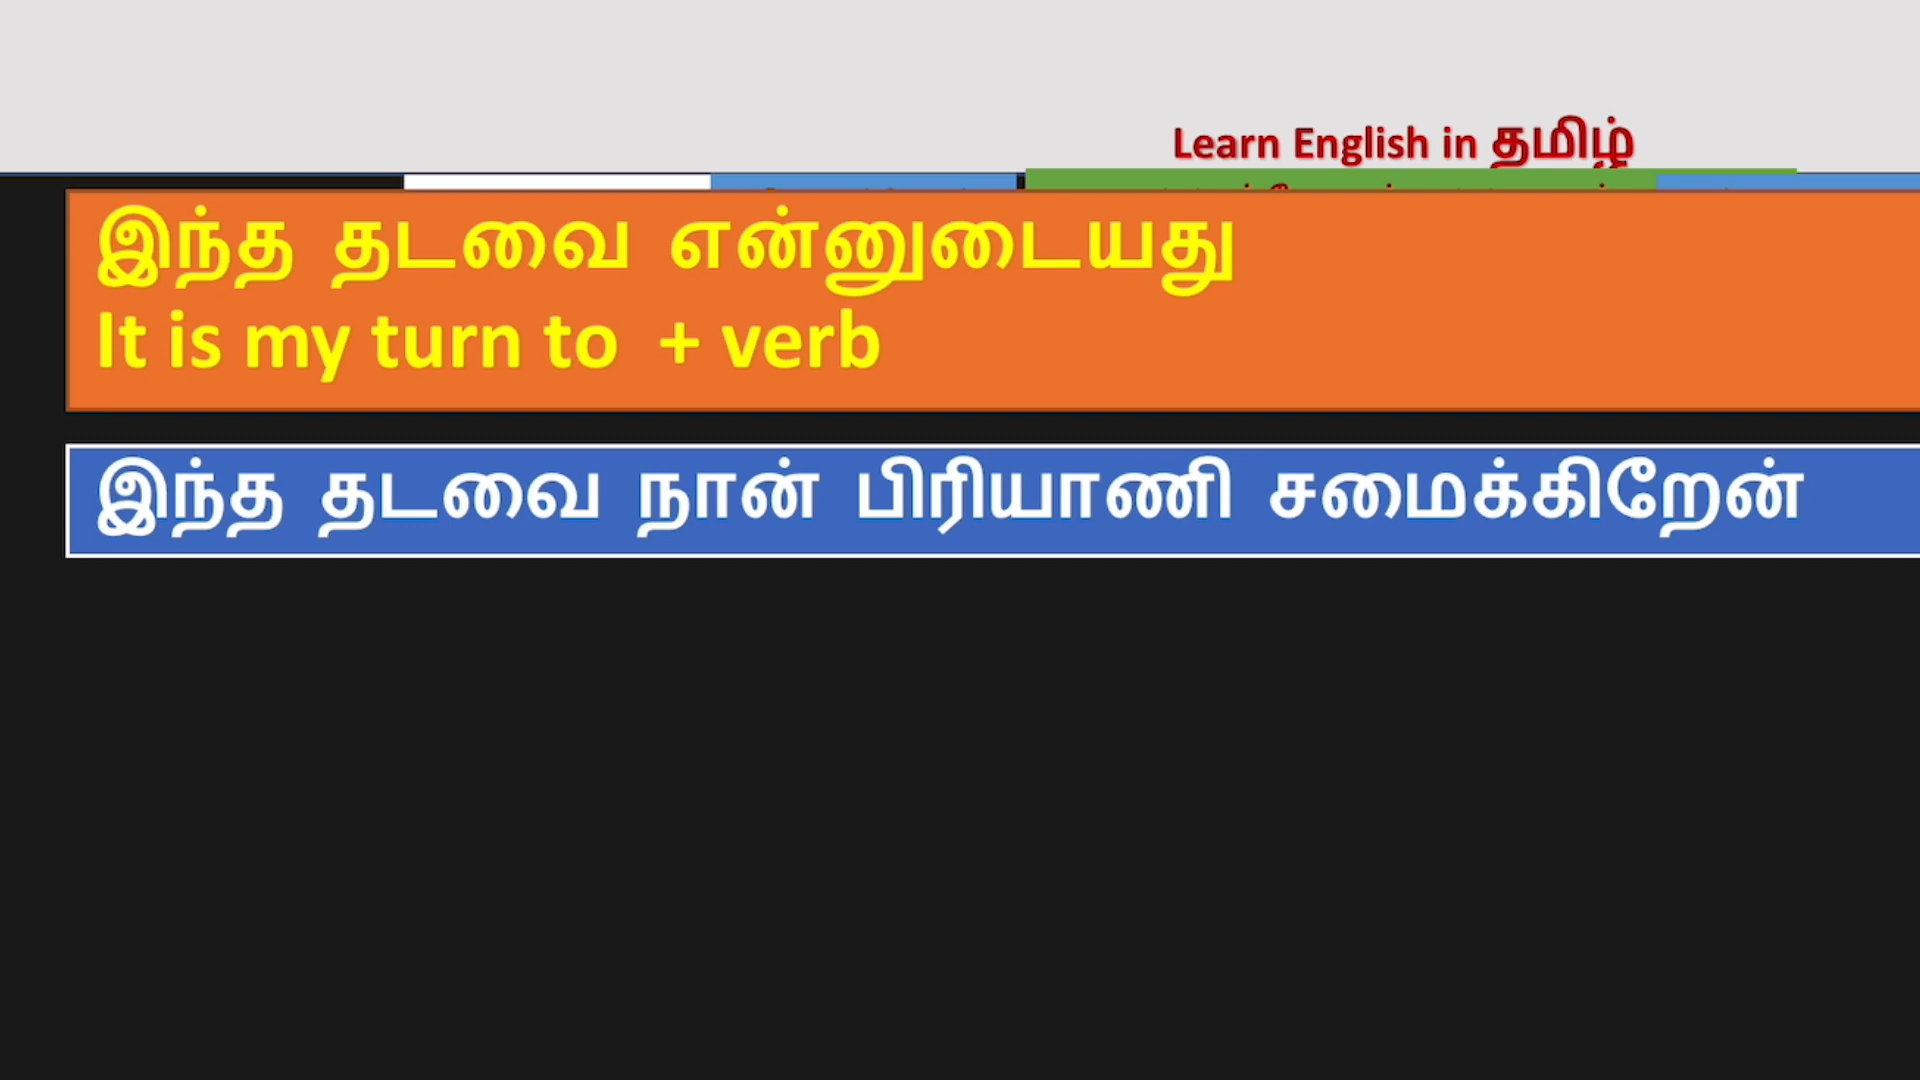 Learn English in தமிழ்
இந்த தடவை என்னுடையது
It is my turn to + verb
இந்த தடவை நான் பிரியாணி சமைக்கிறேன்